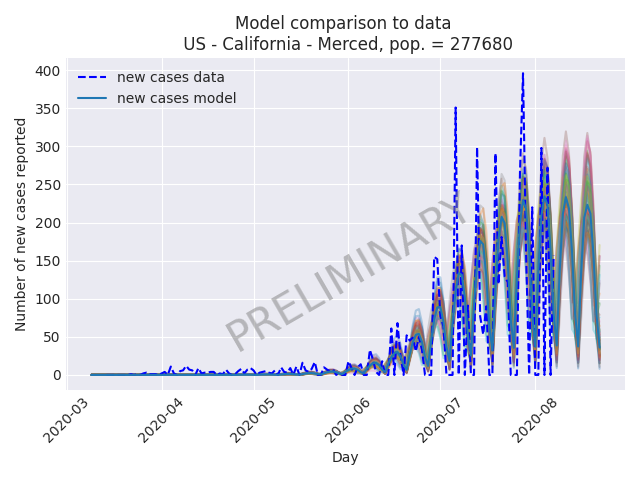 Model comparison to data
US - California - Merced, pop. = 277680
new cases data
new cases model
PRELIMINARY
Number of new cases reported
400
350
300
250
200
150
100
50
0
2020-03
2020-04
2020-05
2020-06
2020-07
2020-08
Day